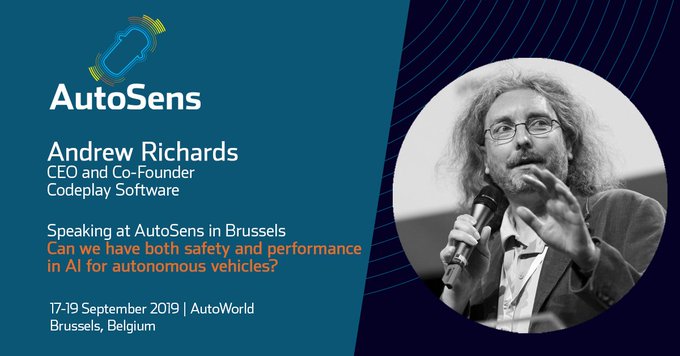 AutoSens
Andrew Richards
CEO and Co-Founder
Codeplay Software
Speaking at AutoSens in Brussels
Can we have both safety and performance
in AI for autonomous vehicles?
17-19 September 2019 | AutoWorld
Brussels, Belgium